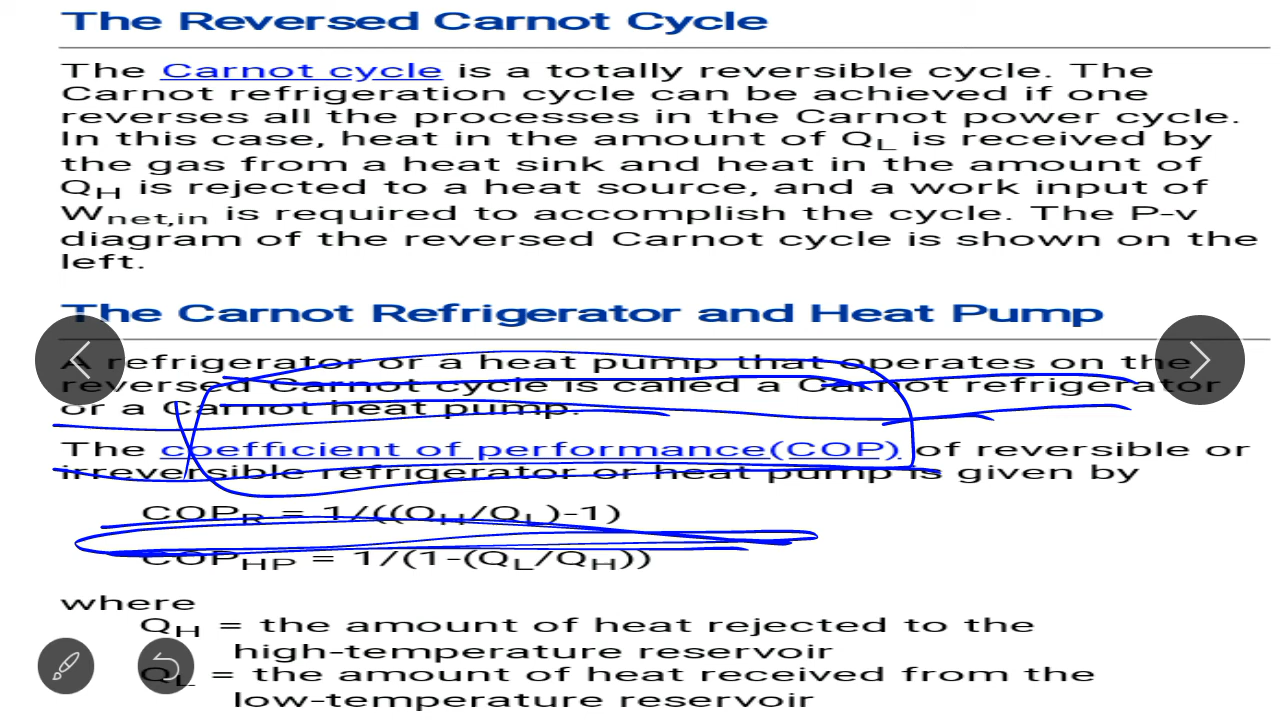 The Reversed Carnot Cycle
The Carnot cycle is a totally reversible cycle. The
Carnot refrigeration cycle can be achieved if one
reverses all the processes in the Carnot power cycle.
In this case, heat in the amount of QL is received by
the gas from a heat sink and heat in the amount of
QH is rejected to a heat source, and a work input of
Wnet,in is required to accomplish the cycle. The P-v
diagram of the reversed Carnot cycle is shown on the
left.
The Carnot Refrigerator and Heat Pump
A refrigerator or a heat pump that operates on the
reversed Carnot cycle is called a Carnot refrigerator
or a Carnot heat pump.
The coefficient of performance(COP) of reversible or
irreversible refrigerator or heat pump is given by
COPR = 1/((QH/QL)-1)
COPHP = 1/(1-(QL/QH))
where
QH = the amount of heat rejected to the
high-temperature reservoir
QL = the amount of heat received from the
low-temperature reservoir